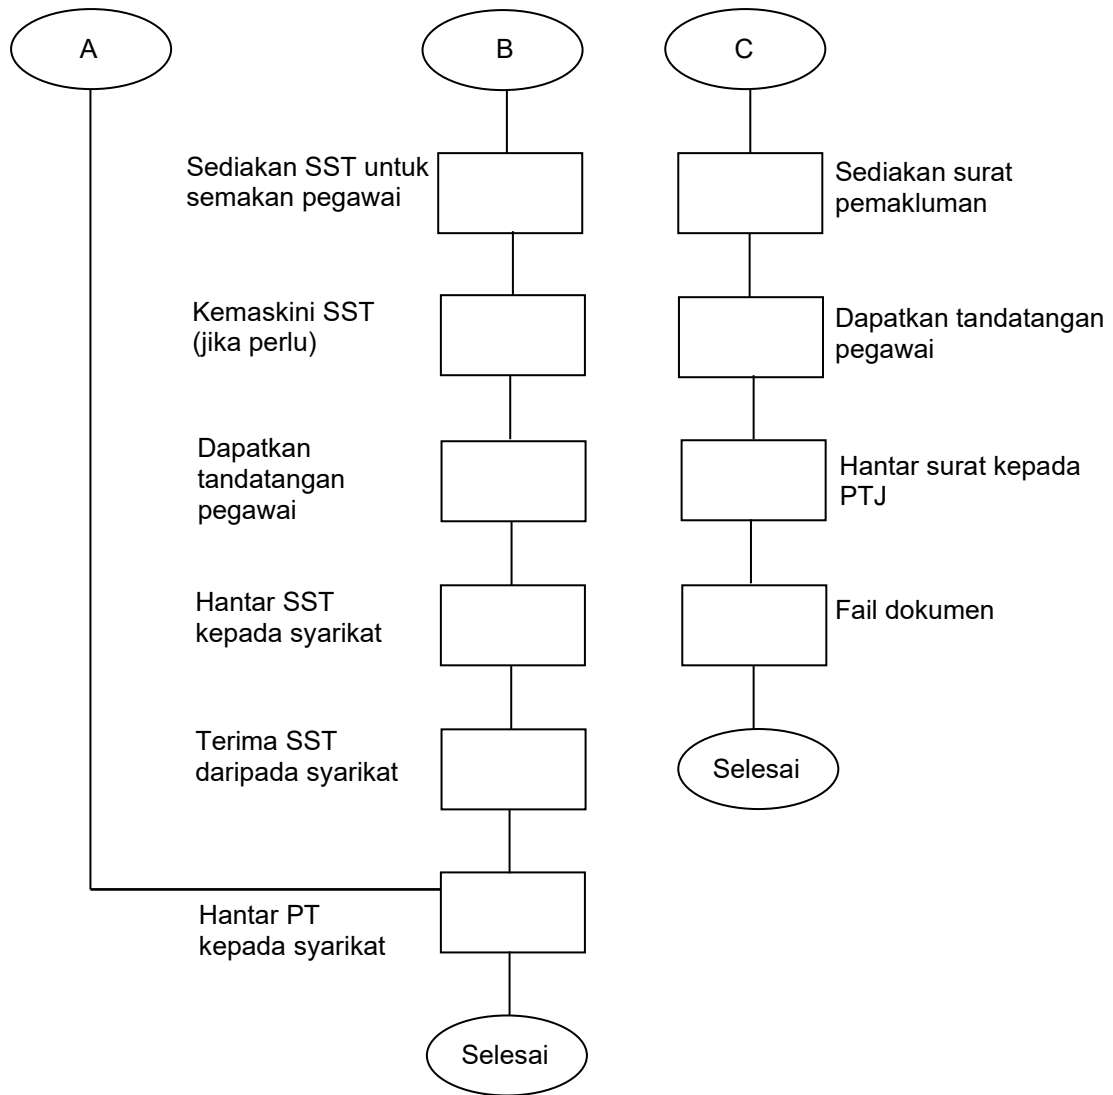 A
B
C
Sediakan SST untuk
semakan pegawai
Sediakan surat
pemakluman
Kemaskini SST
(jika perlu)
Dapatkan tandatangan
pegawai
Dapatkan
tandatangan
pegawai
Hantar surat kepada
PTJ
Hantar SST
kepada syarikat
Fail dokumen
Terima SST
daripada syarikat
Selesai
Hantar PT
kepada syarikat
Selesai